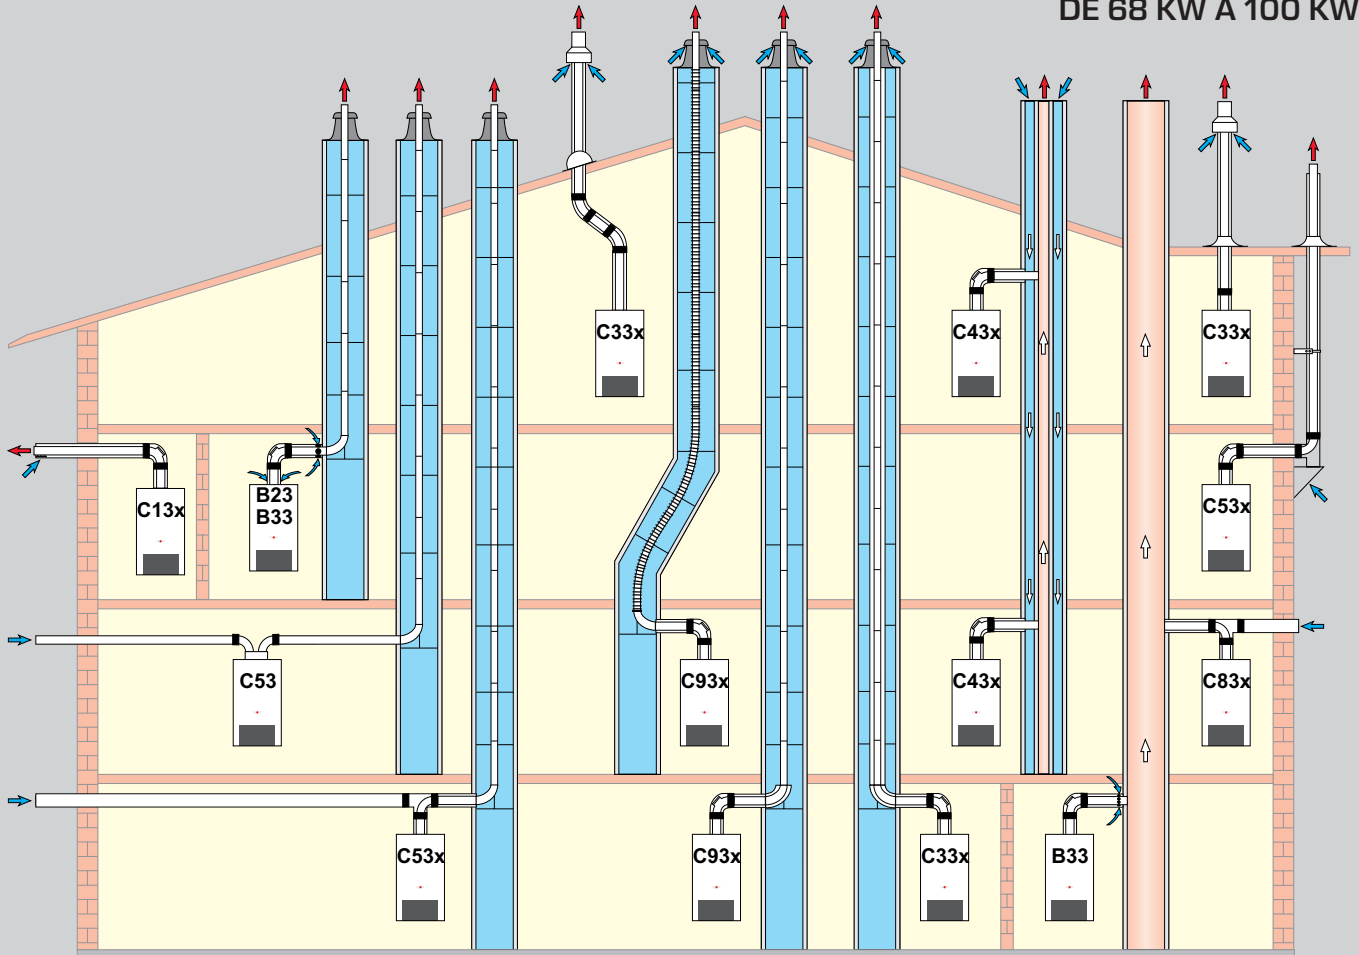 DE 68 KW A 100 KW
C33x
C43x
C33x
C13x
B23
B33
C53x
C53
C93x
C43x
C83x
C53x
C93x
C33x
B33